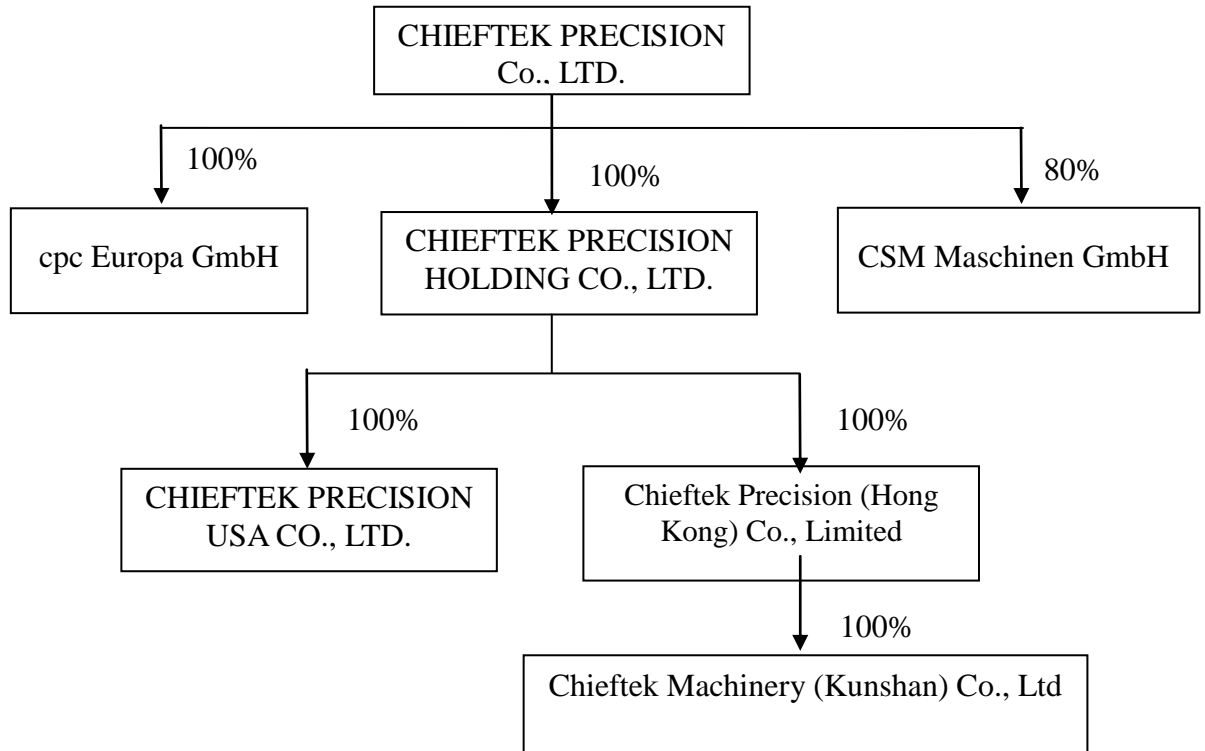 CHIEFTEK PRECISION
Co., LTD.
100%
100%
80%
cpc Europa GmbH
CHIEFTEK PRECISION
HOLDING CO., LTD.
CSM Maschinen GmbH
100%
100%
CHIEFTEK PRECISION
USA CO., LTD.
Chieftek Precision (Hong
Kong) Co., Limited
100%
Chieftek Machinery (Kunshan) Co., Ltd